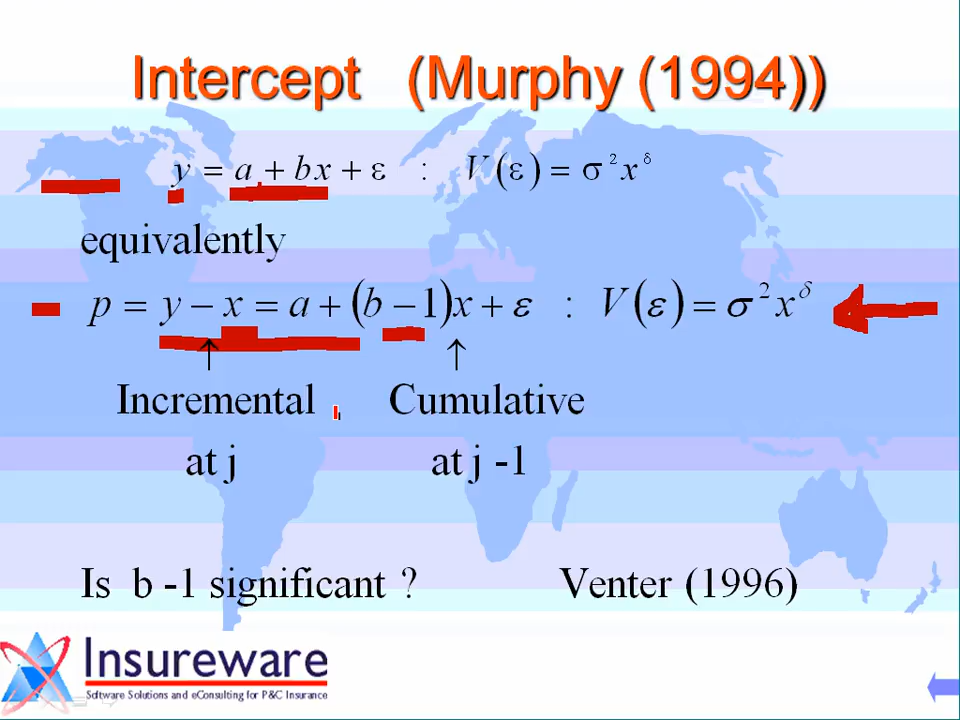 Intercept (Murphy (1994))
y = a + bx + ε : V(ε) = σ²x^δ
equivalently
p = y − x = a + (b − 1)x + ε : V(ε) = σ²x^δ
↑ ↑
Incremental Cumulative
at j at j -1
Is b -1 significant ? Venter (1996)
Insureware
Software Solutions and eConsulting for P&C Insurance